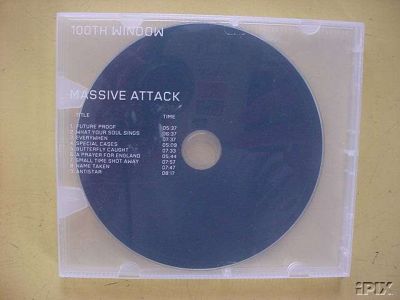 100TH WINDOW
MASSIVE ATTACK
TITLE TIME
1. FUTURE PROOF 05:37
2. WHAT YOUR SOUL SINGS 06:37
3. EVERYWHEN 07:37
4. SPECIAL CASES 05:09
5. BUTTERFLY CAUGHT 07:33
6. A PRAYER FOR ENGLAND 05:44
7. SMALL TIME SHOT AWAY 07:57
8. NAME TAKEN 07:47
9. ANTISTAR 08:17
iPIX